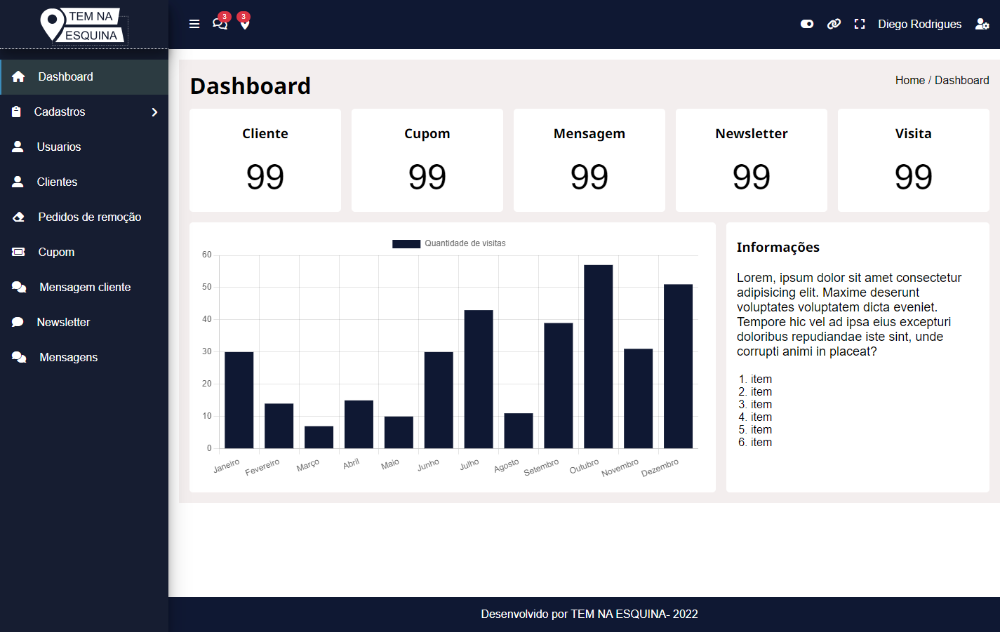 TEM NA
ESQUINA
3
3
Diego Rodrigues
Dashboard
Cadastros
Usuarios
Clientes
Pedidos de remoção
Cupom
Mensagem cliente
Newsletter
Mensagens
Dashboard
Home / Dashboard
Cliente
99
Cupom
99
Mensagem
99
Newsletter
99
Visita
99
Quantidade de visitas
60
50
40
30
20
10
0
Janeiro
Fevereiro
Março
Abril
Maio
Junho
Julho
Agosto
Setembro
Outubro
Novembro
Dezembro
Informações
Lorem, ipsum dolor sit amet consectetur
adipisicing elit. Maxime deserunt
voluptates voluptatem dicta eveniet.
Tempore hic vel ad ipsa eius excepturi
doloribus repudiandae iste sint, unde
corrupti animi in placeat?
1. item
2. item
3. item
4. item
5. item
6. item
Desenvolvido por TEM NA ESQUINA- 2022